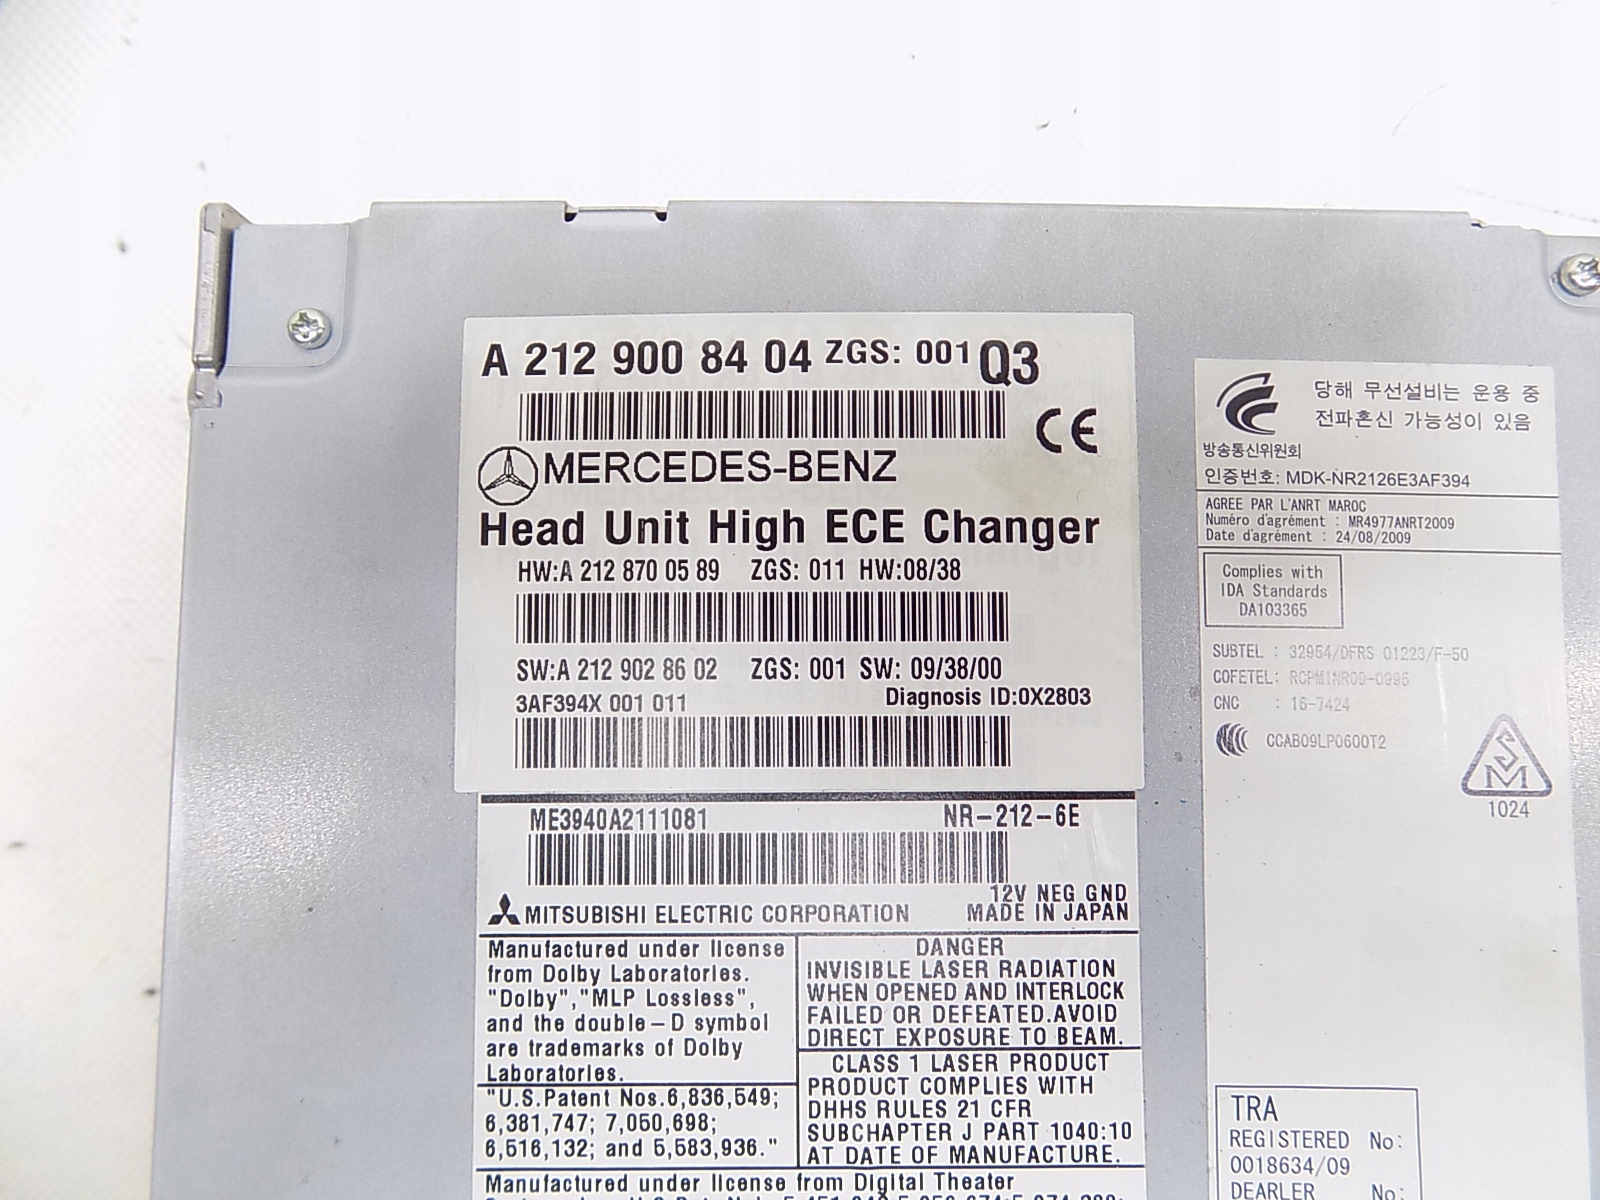 A 212 900 84 04 ZGS: 001 Q3
CE
MERCEDES-BENZ
Head Unit High ECE Changer
HW:A 212 870 05 89 ZGS: 011 HW:08/38
SW:A 212 902 86 02 ZGS: 001 SW: 09/38/00
3AF394X 001 011 Diagnosis ID:0X2803
ME3940A2111081 NR-212-6E
12V NEG GND
MITSUBISHI ELECTRIC CORPORATION MADE IN JAPAN
Manufactured under license
from Dolby Laboratories.
"Dolby","MLP Lossless",
and the double-D symbol
are trademarks of Dolby
Laboratories.
"U.S.Patent Nos.6,836,549;
6,381,747; 7,050,698;
6,516,132; and 5,583,936."
DANGER
INVISIBLE LASER RADIATION
WHEN OPENED AND INTERLOCK
FAILED OR DEFEATED.AVOID
DIRECT EXPOSURE TO BEAM.
CLASS 1 LASER PRODUCT
PRODUCT COMPLIES WITH
DHHS RULES 21 CFR
SUBCHAPTER J PART 1040:10
AT DATE OF MANUFACTURE.
Manufactured under license from Digital Theater
당해 무선설비는 운용 중
전파혼신 가능성이 있음
방송통신위원회
인증번호: MDK-NR2126E3AF394
AGREE PAR L'ANRT MAROC
Numéro d'agrément : MR4977ANRT2009
Date d'agrément : 24/08/2009
Complies with
IDA Standards
DA103365
SUBTEL : 32954/DFRS 01223/F-50
COFETEL: RCPMINR09-0995
CNC : 16-7424
CCAB09LP0600T2
SM
1024
TRA
REGISTERED No:
0018634/09
DEARLER No: